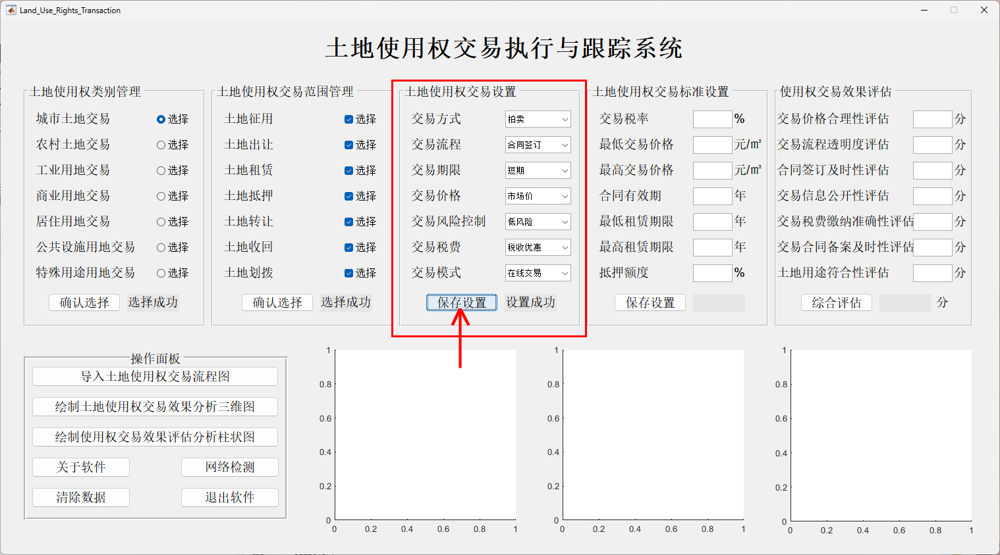 Land_Use_Rights_Transaction
土地使用权交易执行与跟踪系统
土地使用权类别管理
城市土地交易 选择
农村土地交易 选择
工业用地交易 选择
商业用地交易 选择
居住用地交易 选择
公共设施用地交易 选择
特殊用途用地交易 选择
确认选择 选择成功
土地使用权交易范围管理
土地征用 选择
土地出让 选择
土地租赁 选择
土地抵押 选择
土地转让 选择
土地收回 选择
土地划拨 选择
确认选择 选择成功
土地使用权交易设置
交易方式 拍卖
交易流程 合同签订
交易期限 短期
交易价格 市场价
交易风险控制 低风险
交易税费 税收优惠
交易模式 在线交易
保存设置 设置成功
土地使用权交易标准设置
交易税率 %
最低交易价格 元/㎡
最高交易价格 元/㎡
合同有效期 年
最低租赁期限 年
最高租赁期限 年
抵押额度 %
保存设置
使用权交易效果评估
交易价格合理性评估 分
交易流程透明度评估 分
合同签订及时性评估 分
交易信息公开性评估 分
交易税费缴纳准确性评估 分
交易合同备案及时性评估 分
土地用途符合性评估 分
综合评估 分
操作面板
导入土地使用权交易流程图
绘制土地使用权交易效果分析三维图
绘制使用权交易效果评估分析柱状图
关于软件 网络检测
清除数据 退出软件
1
0.8
0.6
0.4
0.2
0
0 0.2 0.4 0.6 0.8 1
1
0.8
0.6
0.4
0.2
0
0 0.2 0.4 0.6 0.8 1
1
0.8
0.6
0.4
0.2
0
0 0.2 0.4 0.6 0.8 1